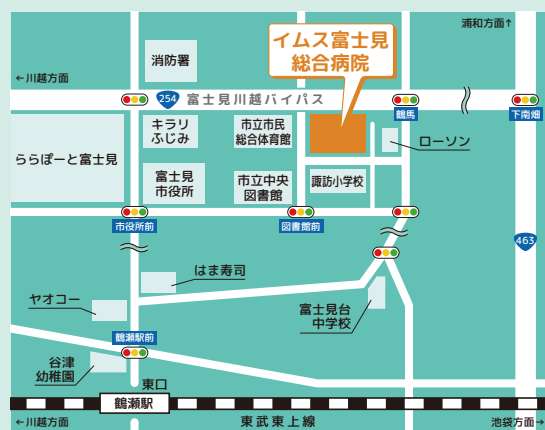 浦和方面↑
イムス富士見
総合病院
消防署
←川越方面
254
富士見川越バイパス
鶴馬
下南畑
キラリ
ふじみ
市立市民
総合体育館
ローソン
ららぽーと富士見
富士見
市役所
市立中央
図書館
諏訪小学校
市役所前
図書館前
463
はま寿司
ヤオコー
富士見台
中学校
鶴瀬駅前
谷津
幼稚園
東口
鶴瀬駅
←川越方面
東武東上線
池袋方面→